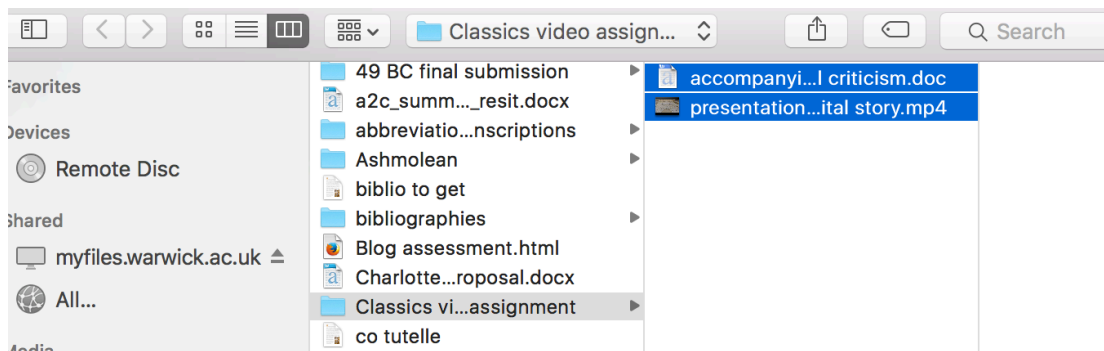 Classics video assign...
Search
Favorites
Devices
Remote Disc
Shared
myfiles.warwick.ac.uk
All...
Media
49 BC final submission
a2c_summ..._resit.docx
abbreviatio...nscriptions
Ashmolean
biblio to get
bibliographies
Blog assessment.html
Charlotte...roposal.docx
Classics vi...assignment
co tutelle
accompanyi...l criticism.doc
presentation...ital story.mp4